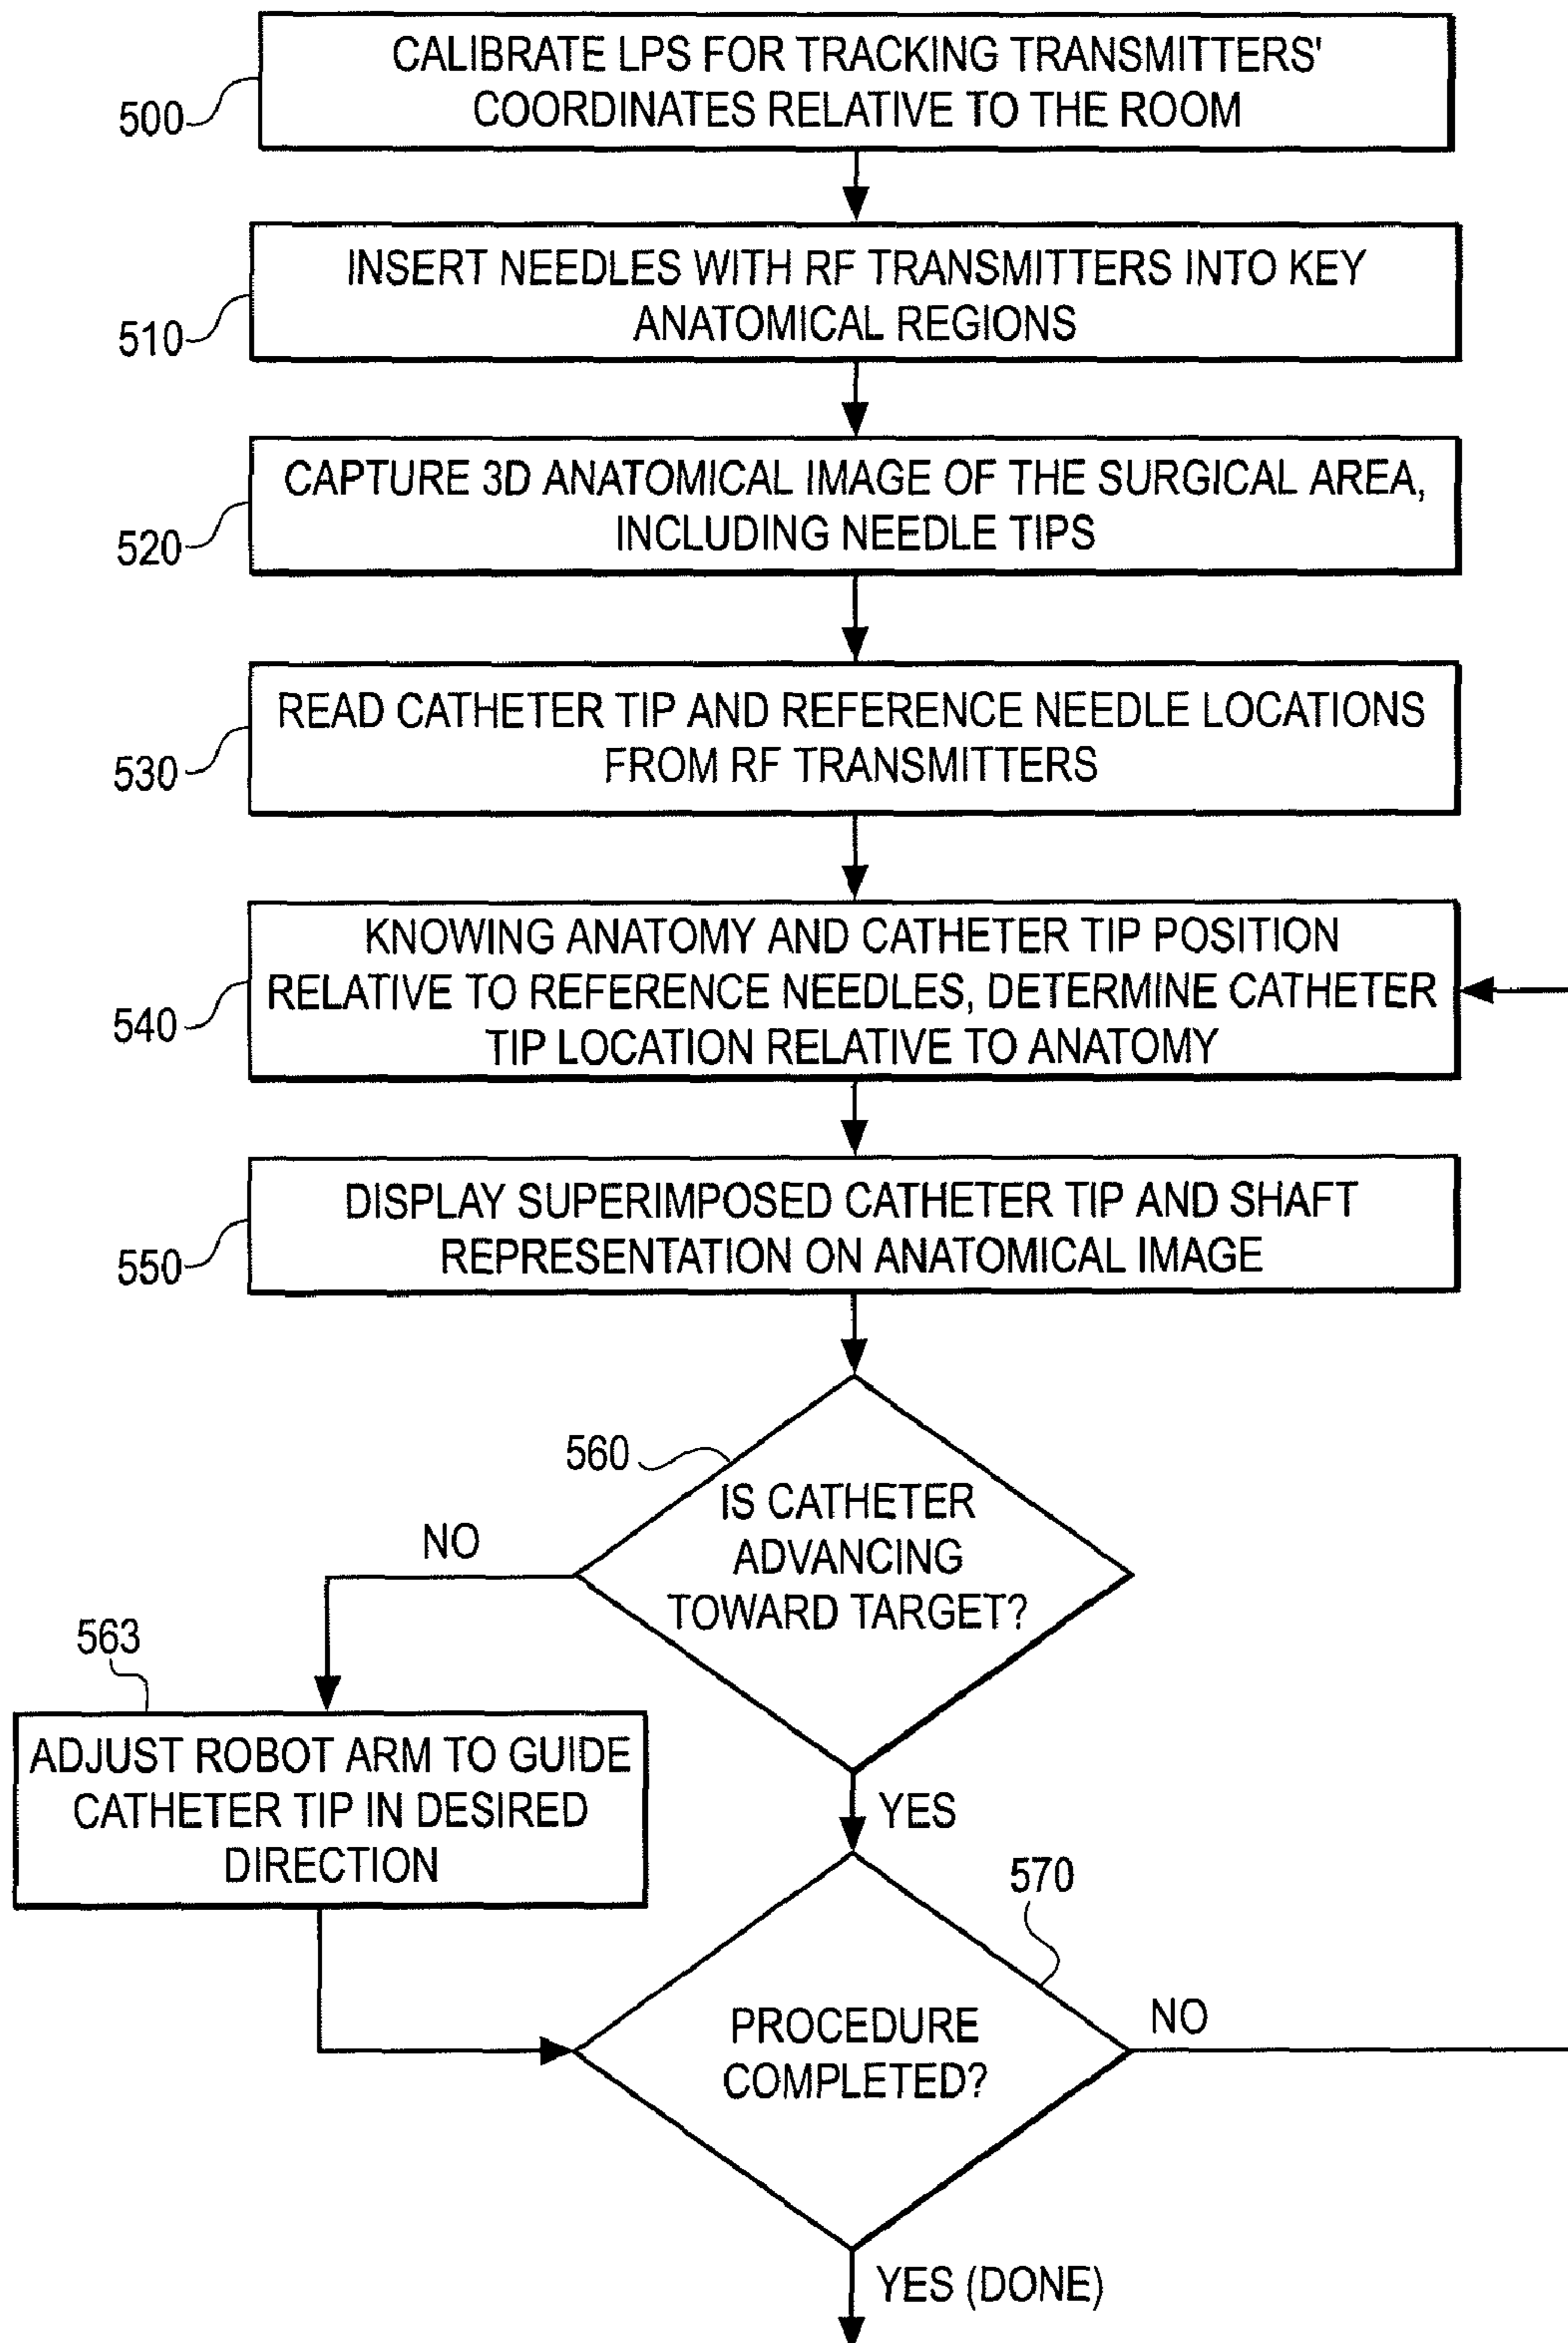 CALIBRATE LPS FOR TRACKING TRANSMITTERS'
COORDINATES RELATIVE TO THE ROOM
500
INSERT NEEDLES WITH RF TRANSMITTERS INTO KEY
ANATOMICAL REGIONS
510
CAPTURE 3D ANATOMICAL IMAGE OF THE SURGICAL AREA,
INCLUDING NEEDLE TIPS
520
READ CATHETER TIP AND REFERENCE NEEDLE LOCATIONS
FROM RF TRANSMITTERS
530
KNOWING ANATOMY AND CATHETER TIP POSITION
RELATIVE TO REFERENCE NEEDLES, DETERMINE CATHETER
TIP LOCATION RELATIVE TO ANATOMY
540
DISPLAY SUPERIMPOSED CATHETER TIP AND SHAFT
REPRESENTATION ON ANATOMICAL IMAGE
550
560
IS CATHETER
ADVANCING
TOWARD TARGET?
NO
563
ADJUST ROBOT ARM TO GUIDE
CATHETER TIP IN DESIRED
DIRECTION
YES
570
PROCEDURE
COMPLETED?
NO
YES (DONE)